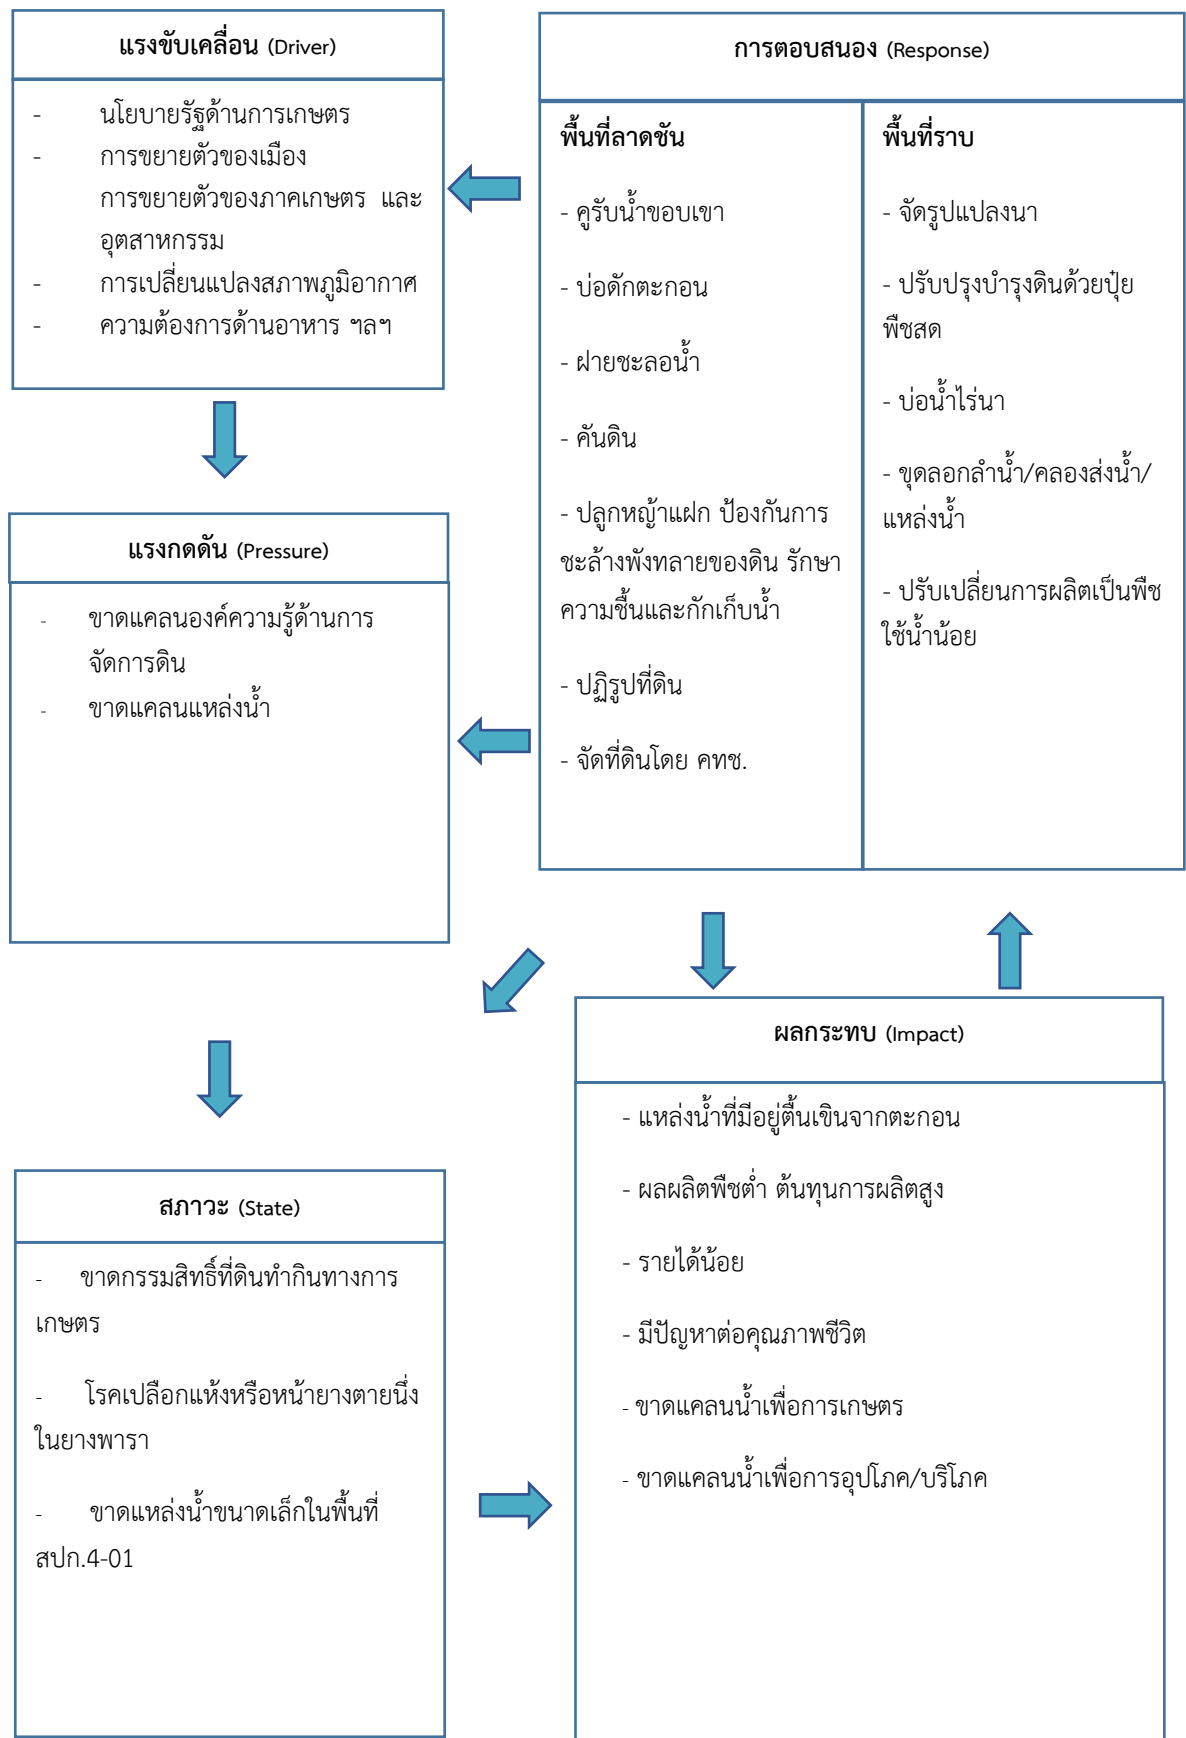 แรงขับเคลื่อน (Driver)
- นโยบายรัฐด้านการเกษตร
- การขยายตัวของเมือง
การขยายตัวของภาคเกษตร และ
อุตสาหกรรม
- การเปลี่ยนแปลงสภาพภูมิอากาศ
- ความต้องการด้านอาหาร ฯลฯ
แรงกดดัน (Pressure)
- ขาดแคลนองค์ความรู้ด้านการ
จัดการดิน
- ขาดแคลนแหล่งน้ำ
การตอบสนอง (Response)
พื้นที่ลาดชัน
- คูรับน้ำขอบเขา
- บ่อดักตะกอน
- ฝายชะลอน้ำ
- คันดิน
- ปลูกหญ้าแฝก ป้องกันการ
ชะล้างพังทลายของดิน รักษา
ความชื้นและกักเก็บน้ำ
- ปฏิรูปที่ดิน
- จัดที่ดินโดย คทช.
พื้นที่ราบ
- จัดรูปแปลงนา
- ปรับปรุงบำรุงดินด้วยปุ๋ย
พืชสด
- บ่อน้ำไร่นา
- ขุดลอกลำน้ำ/คลองส่งน้ำ/
แหล่งน้ำ
- ปรับเปลี่ยนการผลิตเป็นพืช
ใช้น้ำน้อย
สภาวะ (State)
- ขาดกรรมสิทธิ์ที่ดินทำกินทางการ
เกษตร
- โรคเปลือกแห้งหรือหน้ายางตายนึ่ง
ในยางพารา
- ขาดแหล่งน้ำขนาดเล็กในพื้นที่
สปก.4-01
ผลกระทบ (Impact)
- แหล่งน้ำที่มีอยู่ตื้นเขินจากตะกอน
- ผลผลิตพืชต่ำ ต้นทุนการผลิตสูง
- รายได้น้อย
- มีปัญหาต่อคุณภาพชีวิต
- ขาดแคลนน้ำเพื่อการเกษตร
- ขาดแคลนน้ำเพื่อการอุปโภค/บริโภค